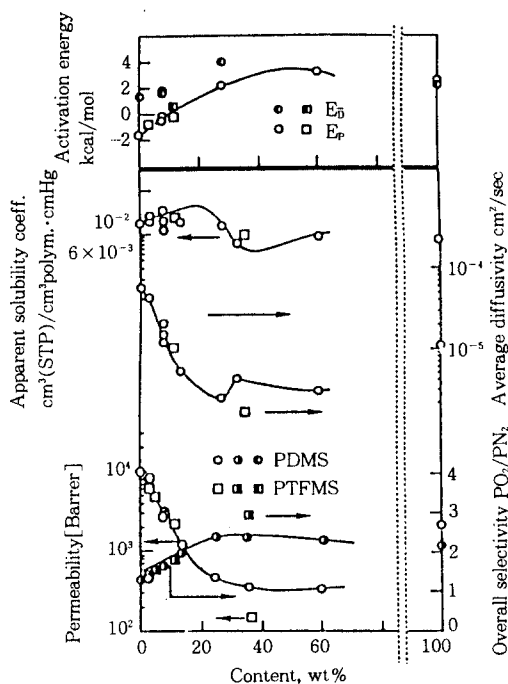 Activation energy
kcal/mol
4
2
0
−2
E_D̄
E_P
Apparent solubility coeff.
cm³(STP)/cm³polym.·cmHg
10⁻²
6 × 10⁻³
Average diffusivity cm²/sec
10⁻⁴
10⁻⁵
Permeability[Barrer]
10⁴
10³
10²
PDMS
PTFMS
Overall selectivity PO₂/PN₂
4
3
2
1
0
0 20 40 60 80 100
Content, wt%